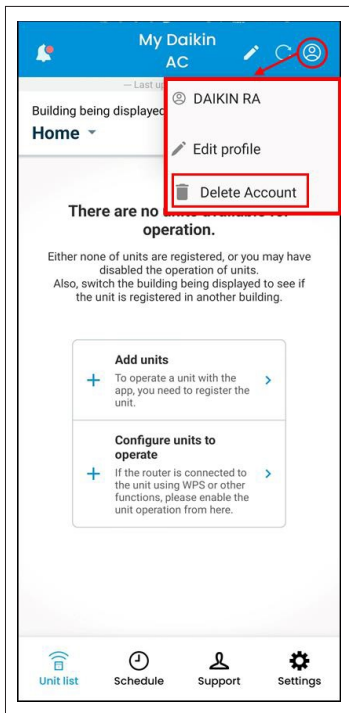 My Daikin
AC
— Last up
Building being displayed
Home
DAIKIN RA
Edit profile
Delete Account
There are no units available for
operation.
Either none of units are registered, or you may have
disabled the operation of units.
Also, switch the building being displayed to see if
the unit is registered in another building.
Add units
To operate a unit with the
app, you need to register the
unit.
Configure units to
operate
If the router is connected to
the unit using WPS or other
functions, please enable the
unit operation from here.
Unit list
Schedule
Support
Settings